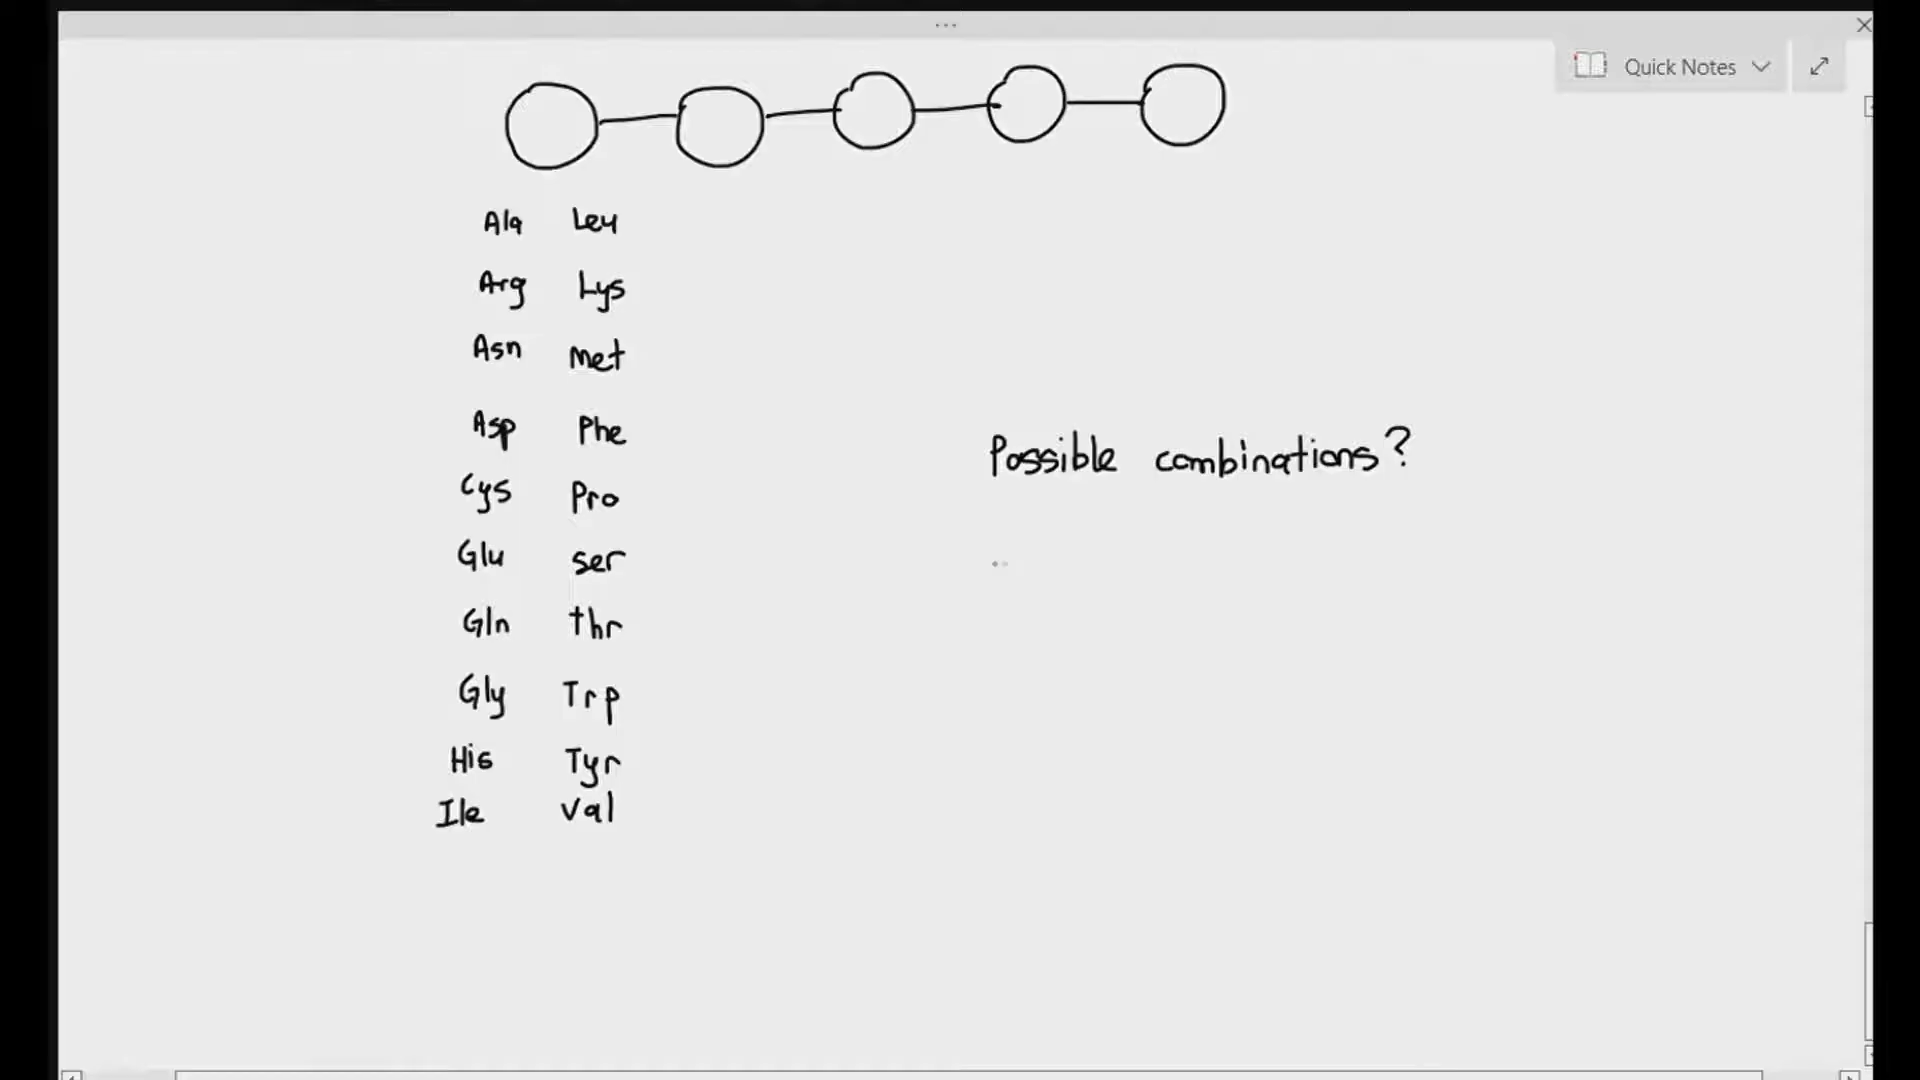 Quick Notes
Ala Leu
Arg Lys
Asn Met
Asp Phe
Possible combinations?
Cys Pro
Glu ser
Gln thr
Gly Trp
His Tyr
Ile Val